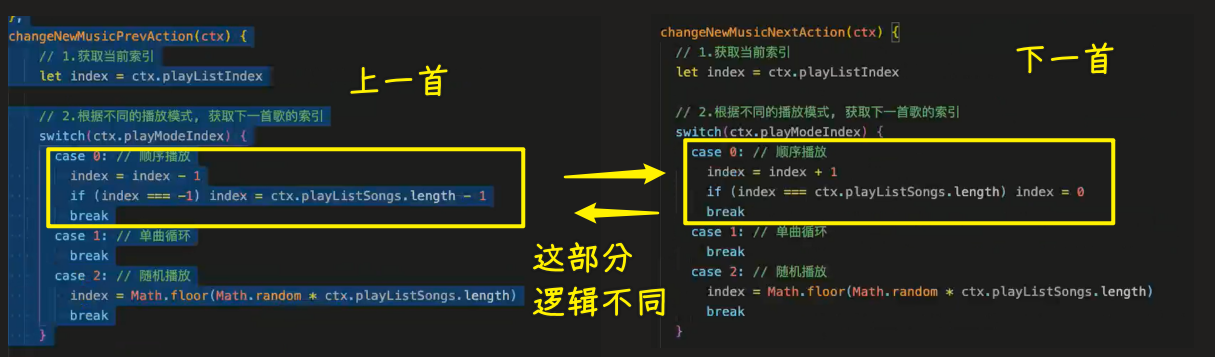 },
changeNewMusicPrevAction(ctx) {
// 1.获取当前索引
let index = ctx.playListIndex
上一首
// 2.根据不同的播放模式, 获取下一首歌的索引
switch(ctx.playModeIndex) {
case 0: // 顺序播放
index = index - 1
if (index === -1) index = ctx.playListSongs.length - 1
break
case 1: // 单曲循环
break
case 2: // 随机播放
index = Math.floor(Math.random * ctx.playListSongs.length)
break
}
这部分
逻辑不同
changeNewMusicNextAction(ctx) {
// 1.获取当前索引
let index = ctx.playListIndex
下一首
// 2.根据不同的播放模式, 获取下一首歌的索引
switch(ctx.playModeIndex) {
case 0: // 顺序播放
index = index + 1
if (index === ctx.playListSongs.length) index = 0
break
case 1: // 单曲循环
break
case 2: // 随机播放
index = Math.floor(Math.random * ctx.playListSongs.length)
break
}